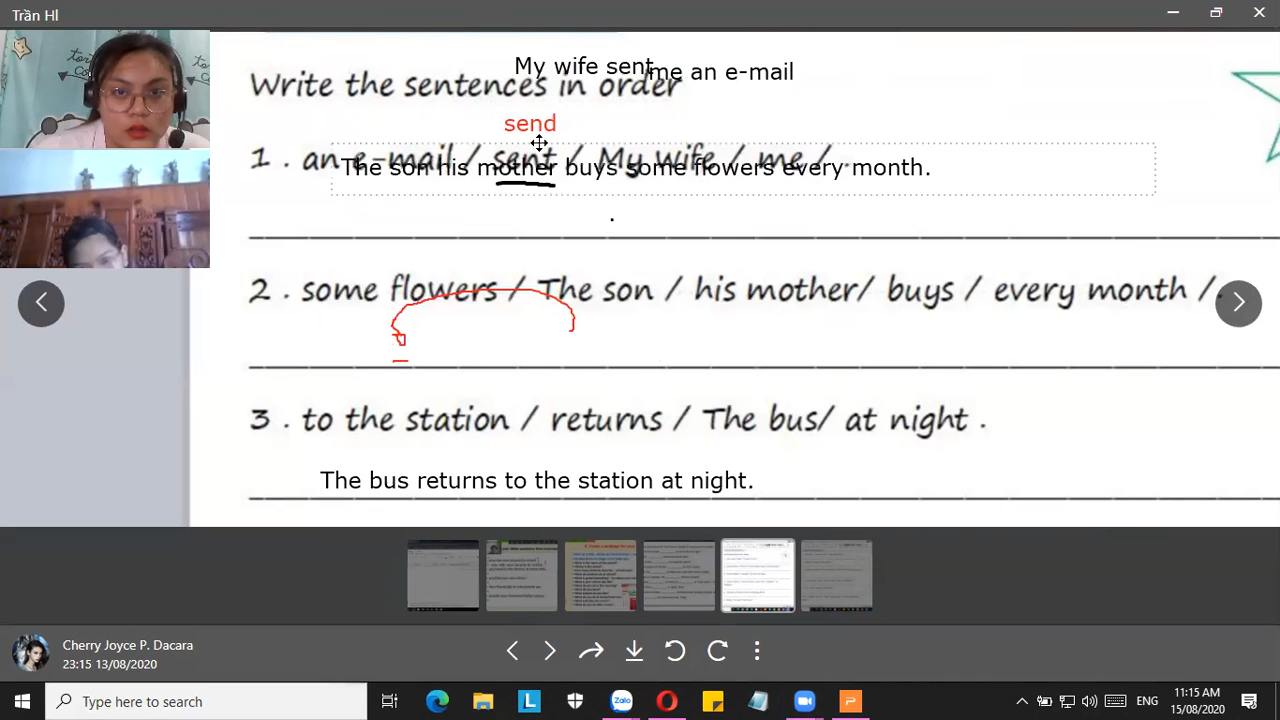 Trần Hl
My wife sent me an e-mail
Write the sentences in order
send
1 . an e-mail / sent / My wife / me / .
The son his mother buys some flowers every month.
.
2 . some flowers / The son / his mother/ buys / every month /.
3 . to the station / returns / The bus/ at night .
The bus returns to the station at night.
Cherry Joyce P. Dacara
23:15 13/08/2020
Type here to search
ENG
11:15 AM
15/08/2020